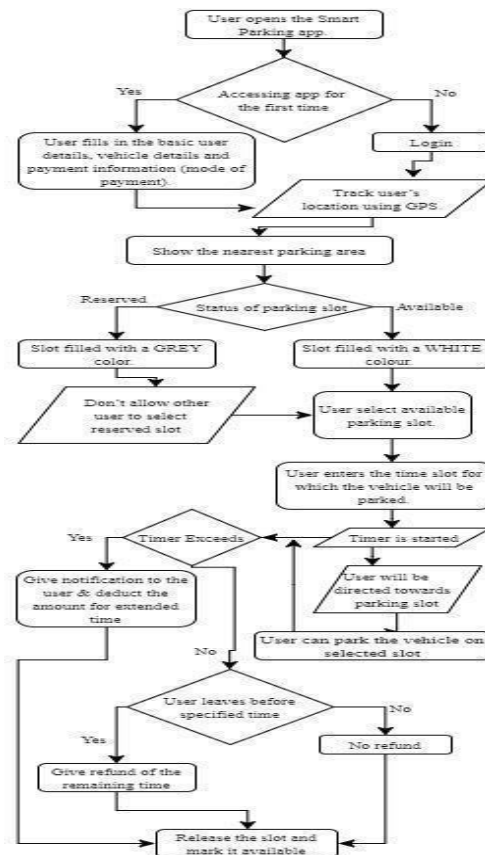 User opens the Smart
Parking app.
Accessing app for
the first time
Yes
No
User fills in the basic user
details, vehicle details and
payment information (mode of
payment).
Login
Track user's
location using GPS
Show the nearest parking area
Status of parking slot
Reserved
Available
Slot filled with a GREY
color.
Slot filled with a WHITE
colour.
Don't allow other
user to select
reserved slot
User select available
parking slot.
User enters the time slot for
which the vehicle will be
parked.
Timer is started
Timer Exceeds
Yes
Give notification to the
user & deduct the
amount for extended
time
User will be
directed towards
parking slot
User can park the vehicle on
selected slot
No
User leaves before
specified time
Yes
No
Give refund of the
remaining time
No refund
Release the slot and
mark it available